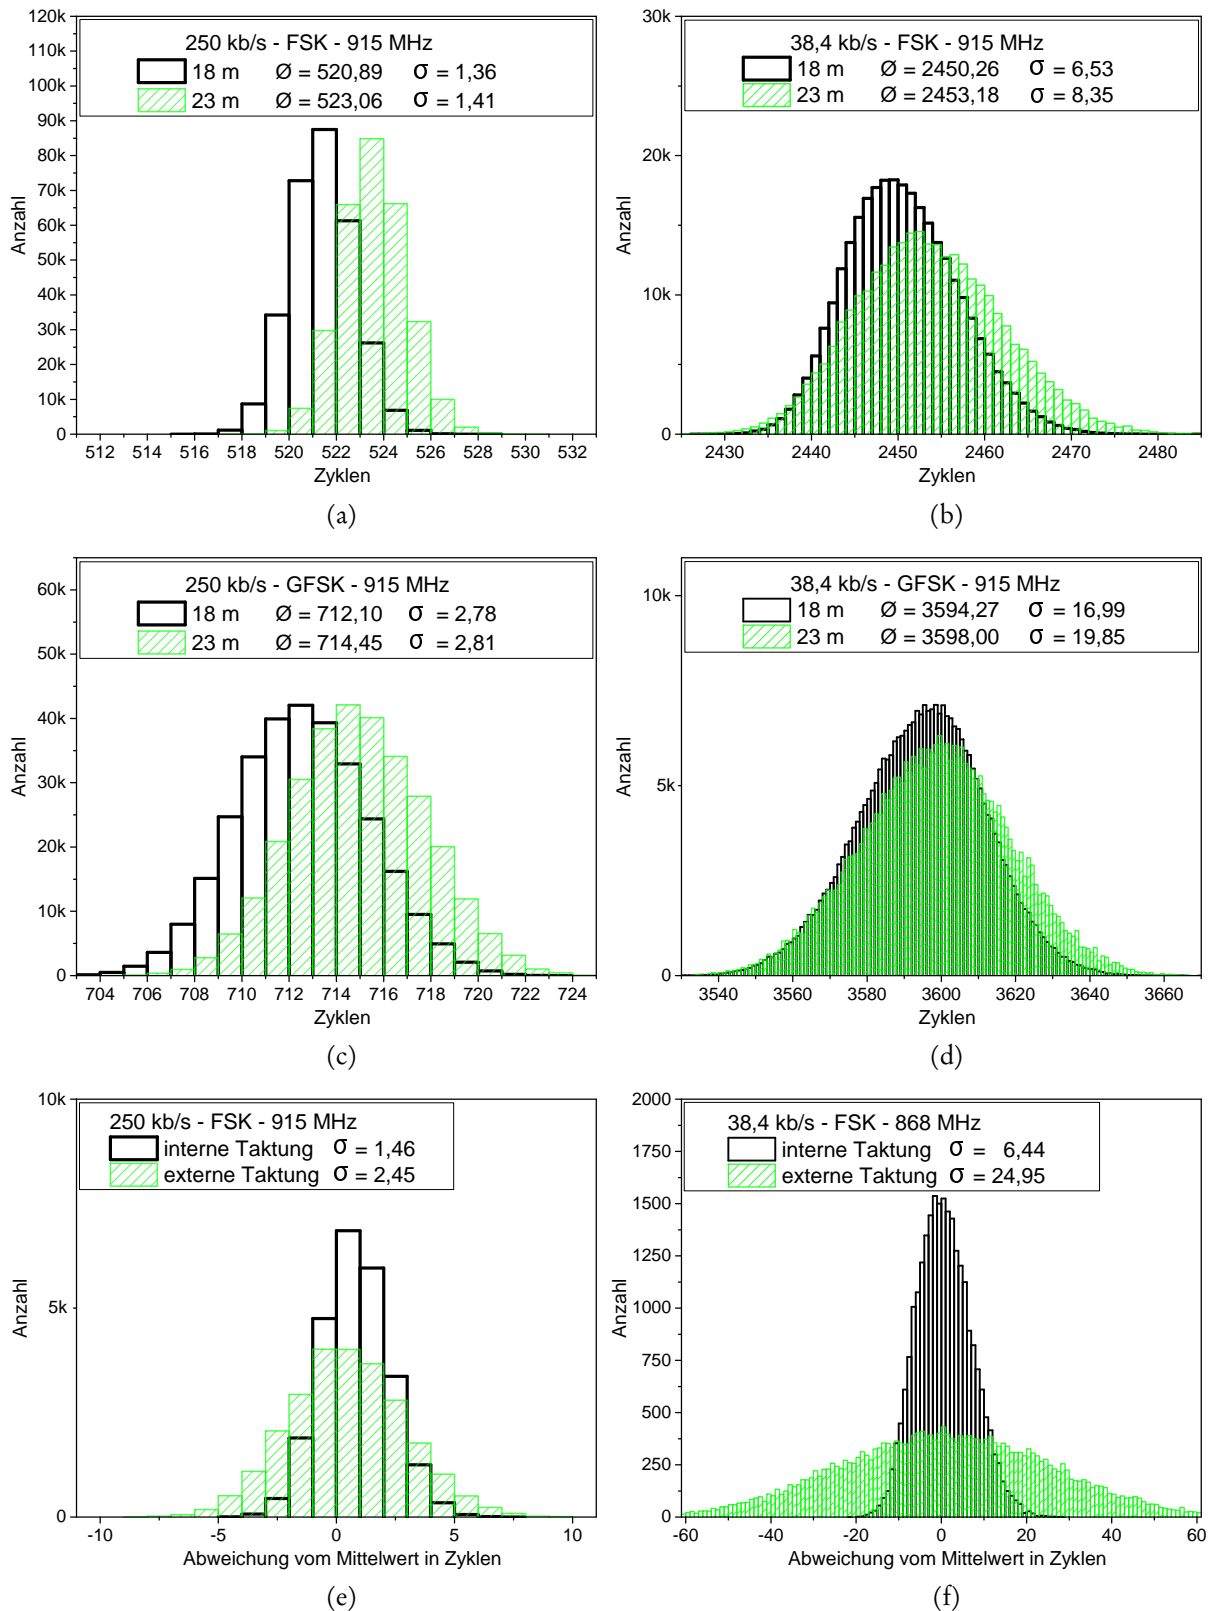 250 kb/s - FSK - 915 MHz
18 m Ø = 520,89 σ = 1,36
23 m Ø = 523,06 σ = 1,41
120k
110k
100k
90k
80k
70k
60k
50k
40k
30k
20k
10k
0
Anzahl
512 514 516 518 520 522 524 526 528 530 532
Zyklen
(a)
38,4 kb/s - FSK - 915 MHz
18 m Ø = 2450,26 σ = 6,53
23 m Ø = 2453,18 σ = 8,35
30k
20k
10k
0
Anzahl
2430 2440 2450 2460 2470 2480
Zyklen
(b)
250 kb/s - GFSK - 915 MHz
18 m Ø = 712,10 σ = 2,78
23 m Ø = 714,45 σ = 2,81
60k
50k
40k
30k
20k
10k
0
Anzahl
704 706 708 710 712 714 716 718 720 722 724
Zyklen
(c)
38,4 kb/s - GFSK - 915 MHz
18 m Ø = 3594,27 σ = 16,99
23 m Ø = 3598,00 σ = 19,85
10k
5k
0
Anzahl
3540 3560 3580 3600 3620 3640 3660
Zyklen
(d)
250 kb/s - FSK - 915 MHz
interne Taktung σ = 1,46
externe Taktung σ = 2,45
10k
5k
0
Anzahl
-10 -5 0 5 10
Abweichung vom Mittelwert in Zyklen
(e)
38,4 kb/s - FSK - 868 MHz
interne Taktung σ = 6,44
externe Taktung σ = 24,95
2000
1750
1500
1250
1000
750
500
250
0
Anzahl
-60 -40 -20 0 20 40 60
Abweichung vom Mittelwert in Zyklen
(f)